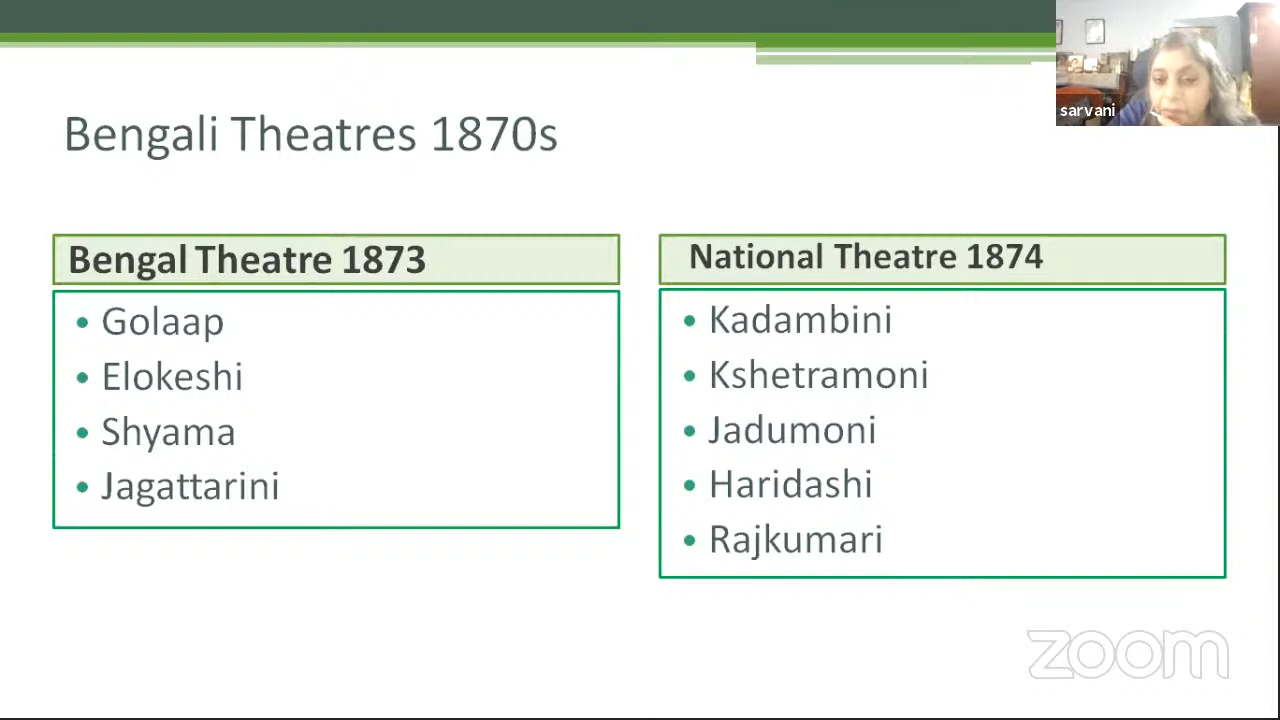 sarvani
Bengali Theatres 1870s
Bengal Theatre 1873
• Golaap
• Elokeshi
• Shyama
• Jagattarini
National Theatre 1874
• Kadambini
• Kshetramoni
• Jadumoni
• Haridashi
• Rajkumari
zoom